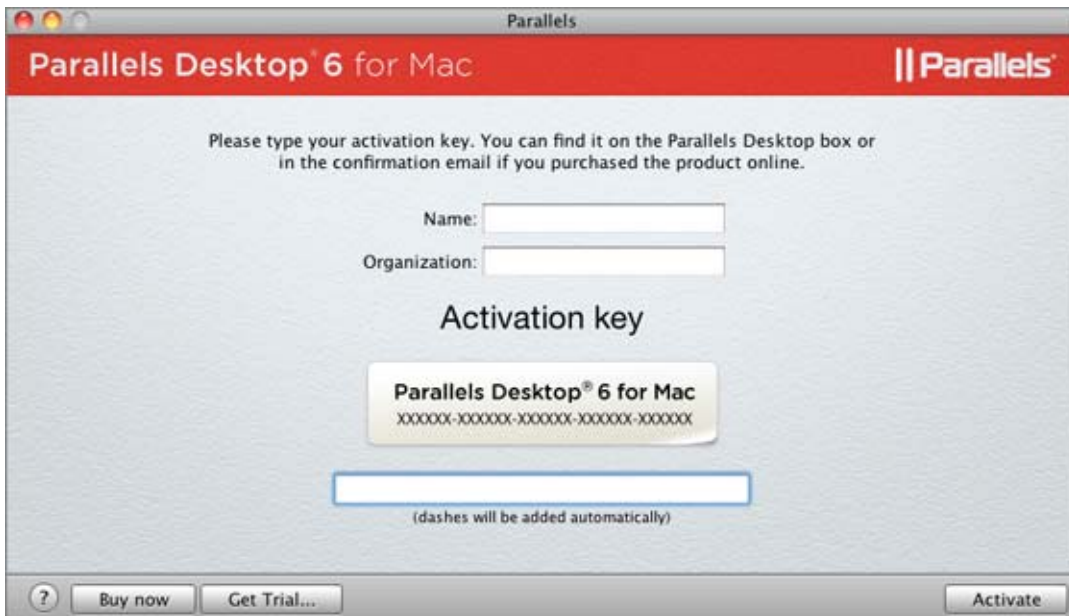 Parallels
Parallels Desktop® 6 for Mac
|| Parallels®
Please type your activation key. You can find it on the Parallels Desktop box or
in the confirmation email if you purchased the product online.
Name:
Organization:
Activation key
Parallels Desktop® 6 for Mac
XXXXXX-XXXXXX-XXXXXX-XXXXXX-XXXXXX
(dashes will be added automatically)
?
Buy now
Get Trial...
Activate